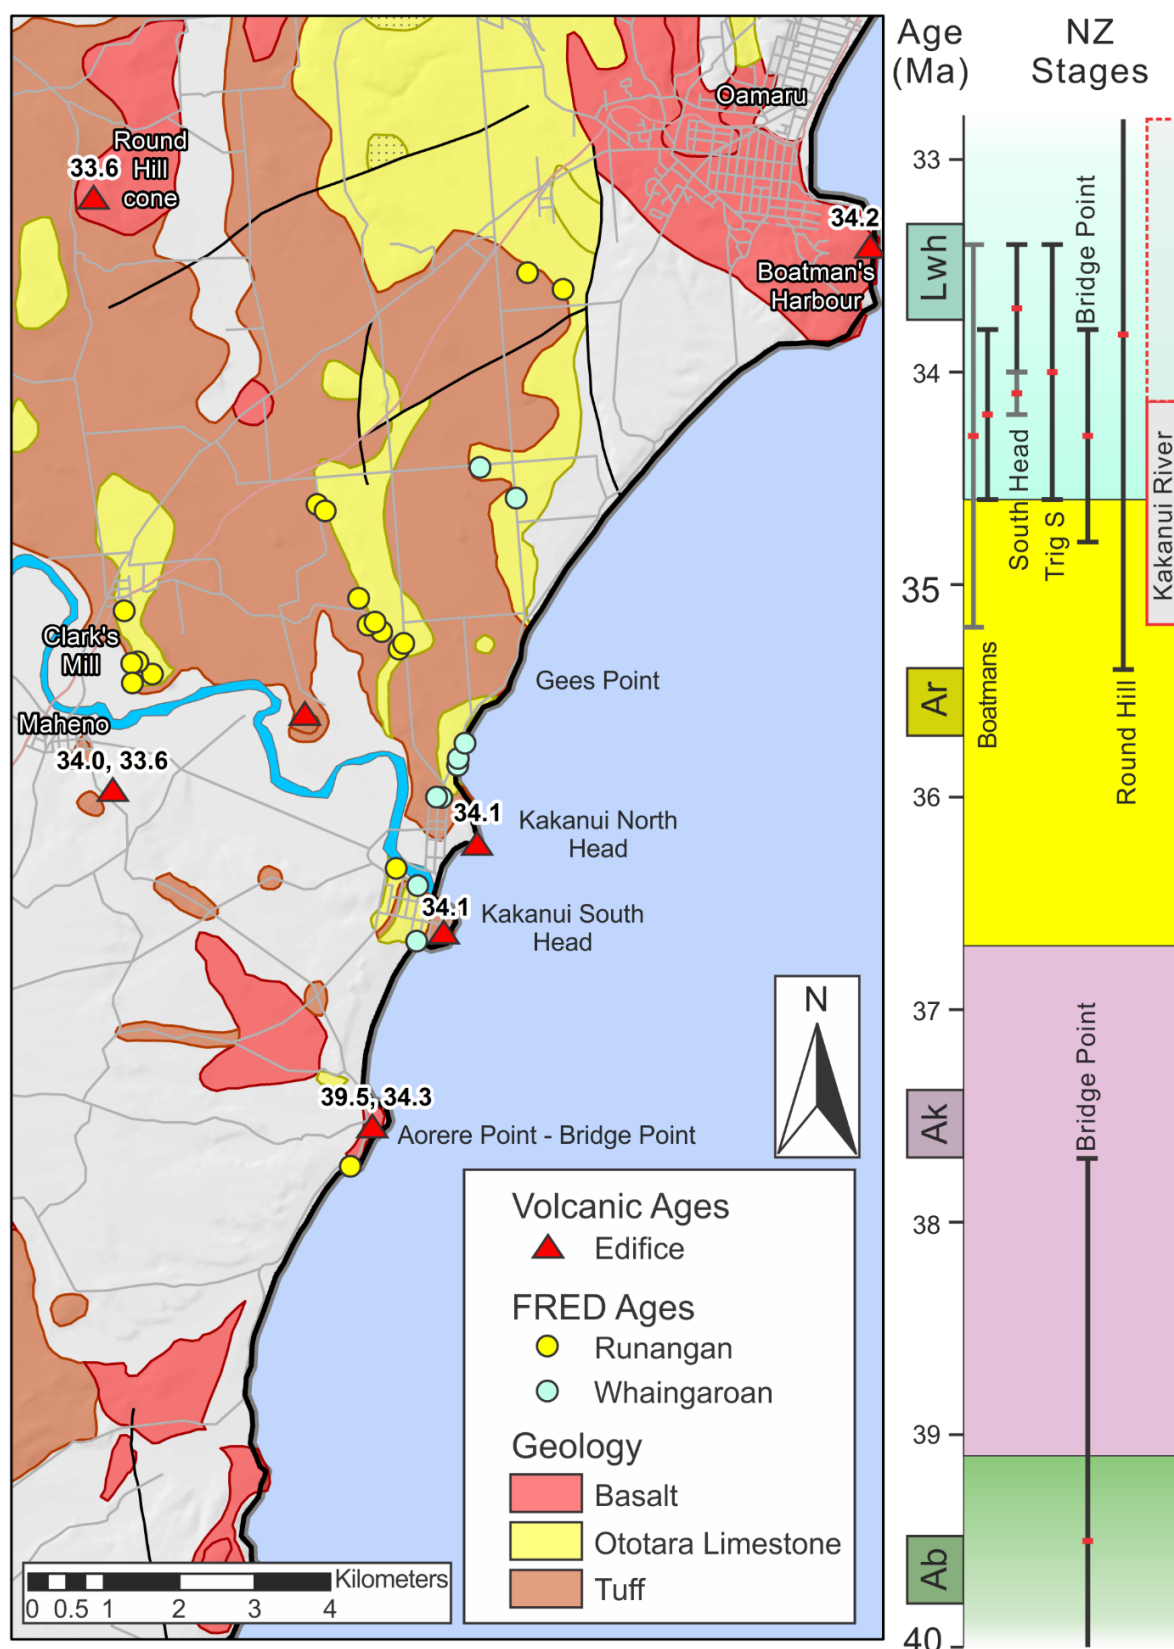 Oamaru
Round
Hill
cone
33.6
34.2
Boatman's
Harbour
Clark's
Mill
Maheno
34.0, 33.6
Gees Point
34.1
Kakanui North
Head
34.1
Kakanui South
Head
N
39.5, 34.3
Aorere Point - Bridge Point
Volcanic Ages
Edifice
FRED Ages
Runangan
Whaingaroan
Geology
Basalt
Ototara Limestone
Tuff
Kilometers
0 0.5 1 2 3 4
Age
(Ma)
NZ
Stages
33
34
35
36
37
38
39
40
Lwh
Ar
Ak
Ab
Boatmans
South Head
Trig S
Bridge Point
Round Hill
Kakanui River
Bridge Point